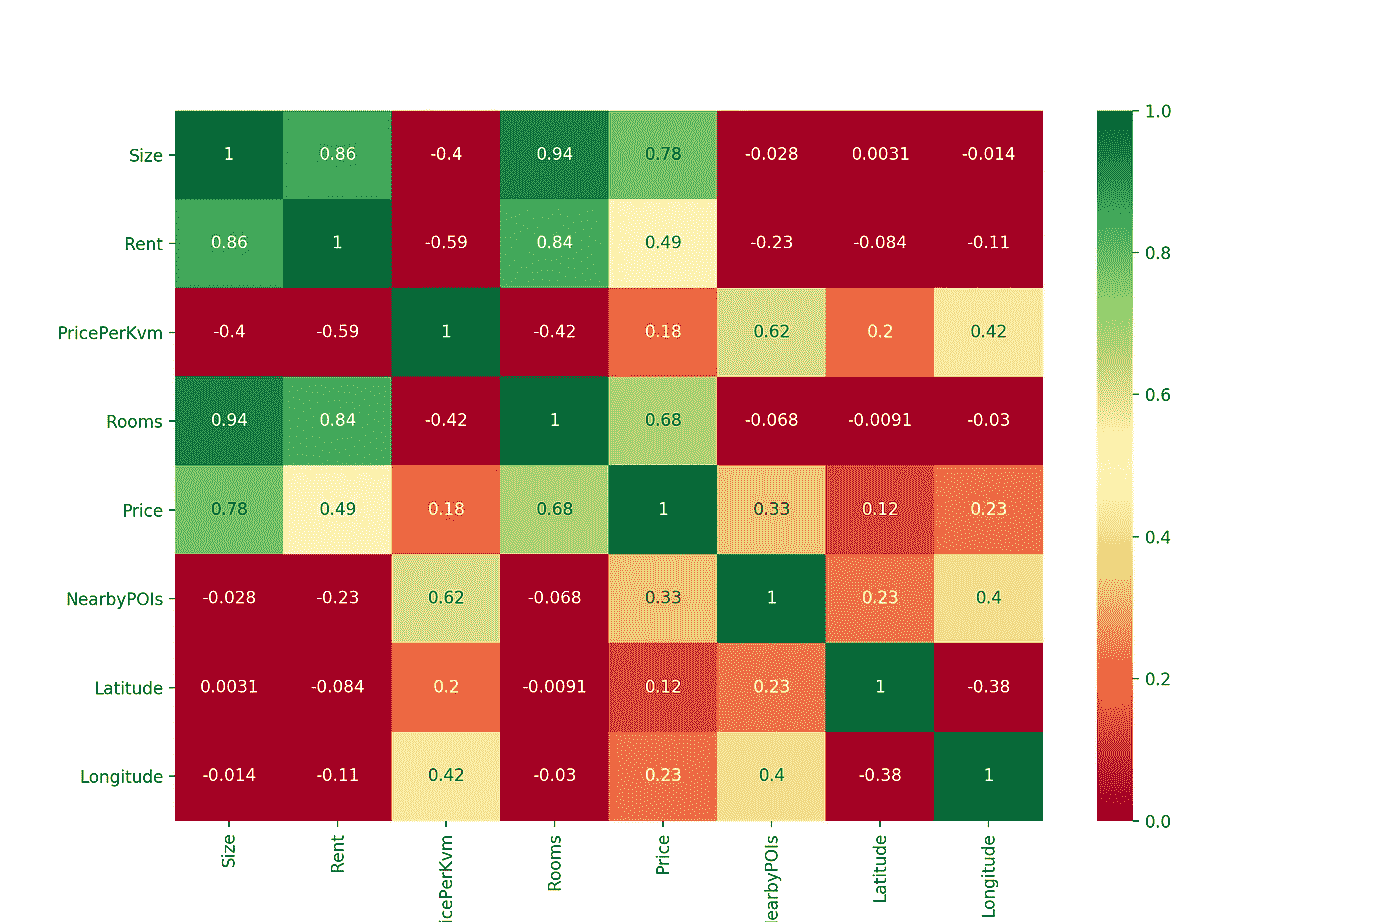 Size 1 0.86 -0.4 0.94 0.78 -0.028 0.0031 -0.014
Rent 0.86 1 -0.59 0.84 0.49 -0.23 -0.084 -0.11
PricePerKvm -0.4 -0.59 1 -0.42 0.18 0.62 0.2 0.42
Rooms 0.94 0.84 -0.42 1 0.68 -0.068 -0.0091 -0.03
Price 0.78 0.49 0.18 0.68 1 0.33 0.12 0.23
NearbyPOIs -0.028 -0.23 0.62 -0.068 0.33 1 0.23 0.4
Latitude 0.0031 -0.084 0.2 -0.0091 0.12 0.23 1 -0.38
Longitude -0.014 -0.11 0.42 -0.03 0.23 0.4 -0.38 1
Size
Rent
icePerKvm
Rooms
Price
earbyPOIs
Latitude
Longitude
1.0
0.8
0.6
0.4
0.2
0.0